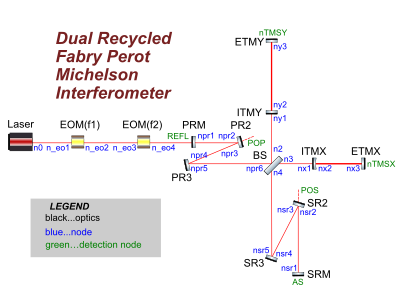 Dual Recycled
Fabry Perot
Michelson
Interferometer
nTMSY
ETMY
ny3
ny2
ITMY
ny1
Laser
EOM(f1)
EOM(f2)
PRM
PR2
REFL
npr1
npr2
POP
n0
n_eo1
n_eo2
n_eo3
n_eo4
npr4
npr3
npr5
PR3
BS
n2
n3
npr6
n4
ITMX
ETMX
nx1
nx2
nx3
nTMSX
POS
SR2
nsr3
nsr2
nsr5
nsr4
SR3
nsr1
SRM
AS
LEGEND
black...optics
blue...node
green...detection node